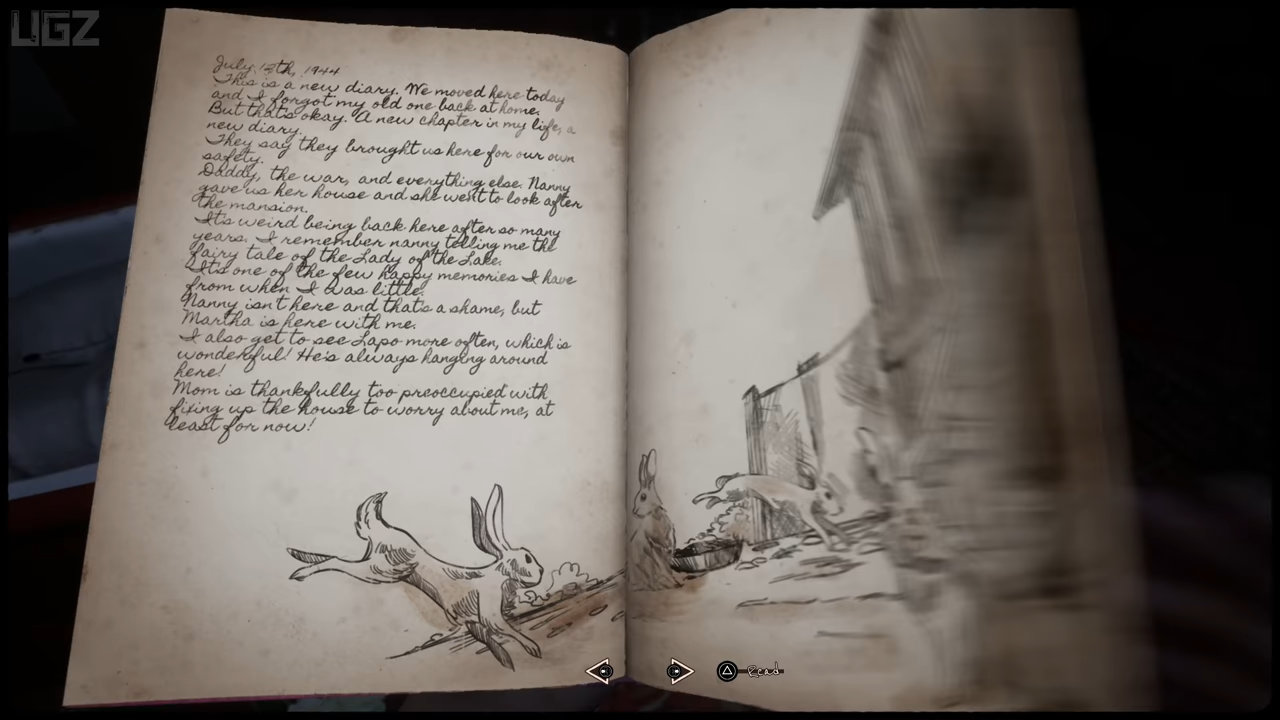 UGZ
July 15th, 1944
This is a new diary. We moved here today
and I forgot my old one back at home.
But that's okay. A new chapter in my life, a
new diary.
They say they brought us here for our own
safety.
Daddy, the war, and everything else. Nanny
gave us her house and she went to look after
the mansion.
It's weird being back here after so many
years. I remember nanny telling me the
fairy tale of the Lady of the Lake.
It's one of the few happy memories I have
from when I was little.
Nanny isn't here and that's a shame, but
Martha is here with me.
I also get to see Lapo more often, which is
wonderful! He's always hanging around
here!
Mom is thankfully too preoccupied with
fixing up the house to worry about me, at
least for now!
Read